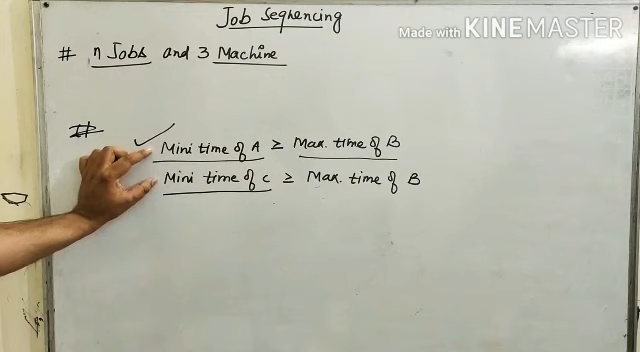 Job Seqhencing
Made with KINEMASTER
# n Jobs and 3 Machine
#
Mini time of A ≥ Max. time of B
Mini time of C ≥ Max. time of B